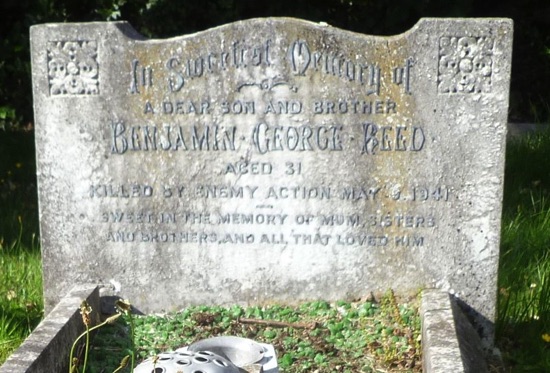 In Sweetest Memory of
A DEAR SON AND BROTHER
BENJAMIN · GEORGE · REED
AGED 31
KILLED BY ENEMY ACTION MAY 9, 1941
SWEET IN THE MEMORY OF MUM, SISTERS
AND BROTHERS, AND ALL THAT LOVED HIM